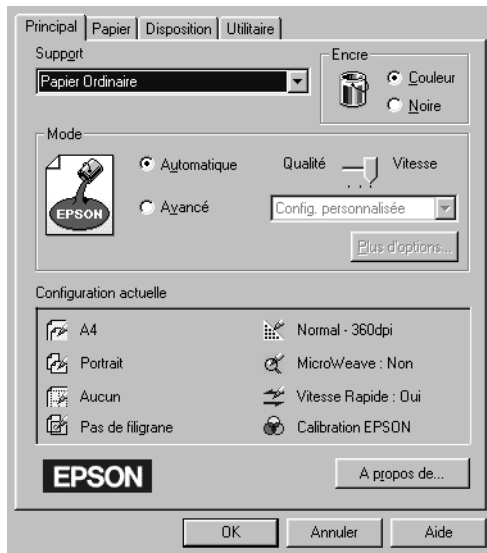 Principal Papier Disposition Utilitaire
Support
Papier Ordinaire
Encre
Couleur
Noire
Mode
EPSON
Automatique
Avancé
Qualité Vitesse
Config. personnalisée
Plus d'options...
Configuration actuelle
A4 Normal - 360dpi
Portrait MicroWeave : Non
Aucun Vitesse Rapide : Oui
Pas de filigrane Calibration EPSON
EPSON A propos de...
OK Annuler Aide